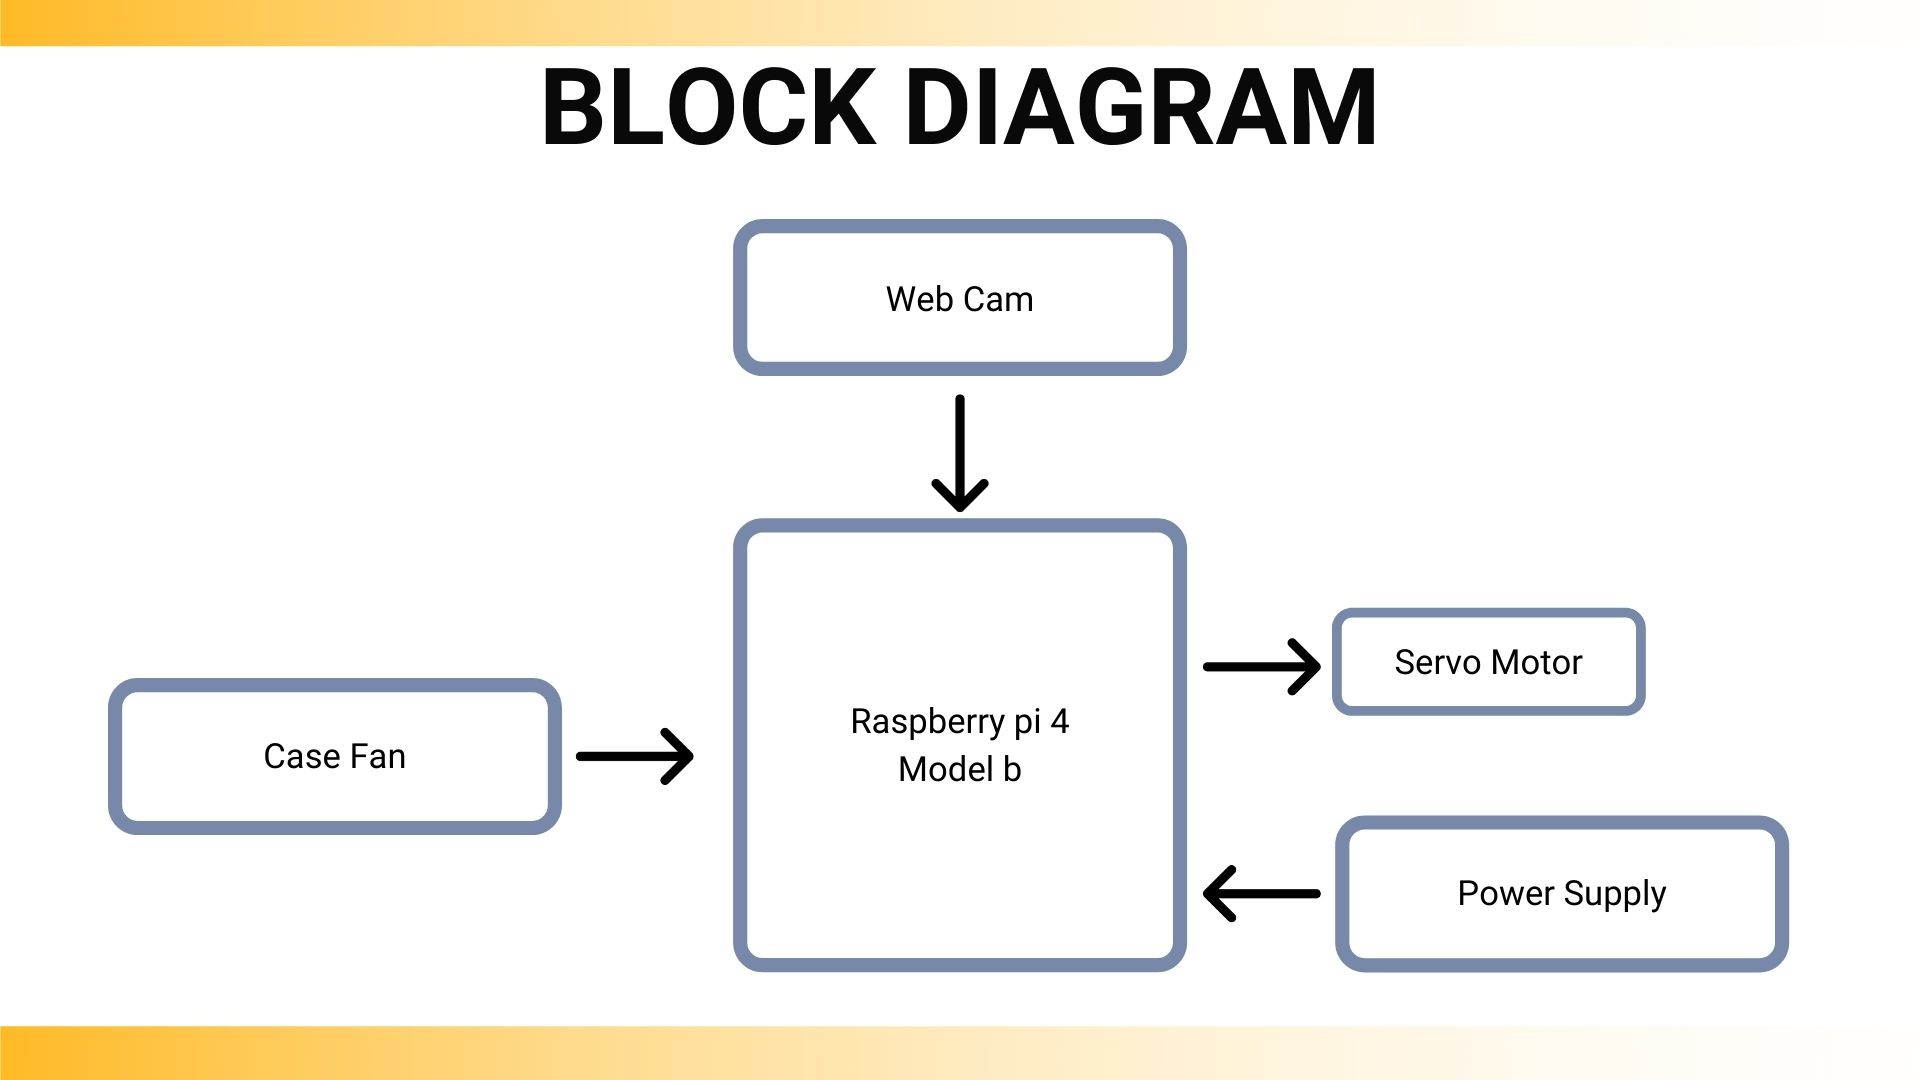 BLOCK DIAGRAM
Web Cam
Servo Motor
Raspberry pi 4
Model b
Case Fan
Power Supply